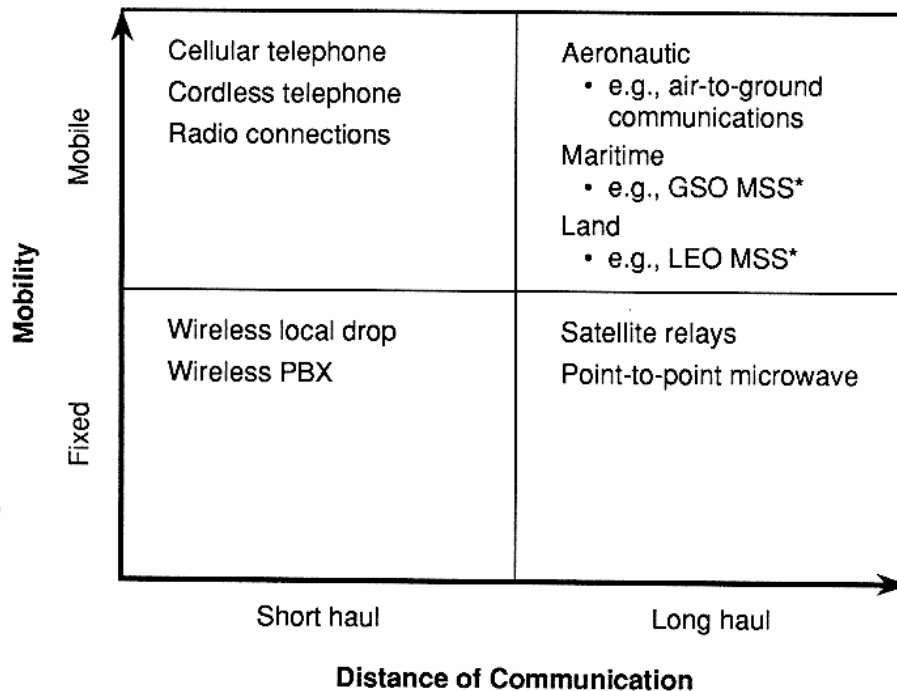 Mobility
Mobile
Fixed
Cellular telephone
Cordless telephone
Radio connections
Aeronautic
• e.g., air-to-ground
communications
Maritime
• e.g., GSO MSS*
Land
• e.g., LEO MSS*
Wireless local drop
Wireless PBX
Satellite relays
Point-to-point microwave
Short haul
Long haul
Distance of Communication